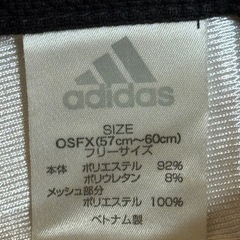 adidas
SIZE
OSFX(57cm～60cm)
フリーサイズ
本体 ポリエステル 92%
ポリウレタン 8%
メッシュ部分
ポリエステル 100%
ベトナム製